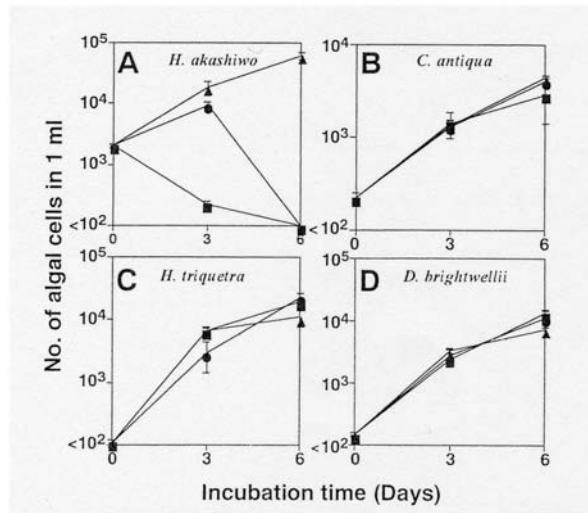 No. of algal cells in 1 ml
A H. akashiwo
10⁵
10⁴
10³
<10²
0 3 6
B C. antiqua
10⁴
10³
<10²
0 3 6
C H. triquetra
10⁵
10⁴
10³
<10²
0 3 6
D D. brightwellii
10⁵
10⁴
10³
<10²
0 3 6
Incubation time (Days)